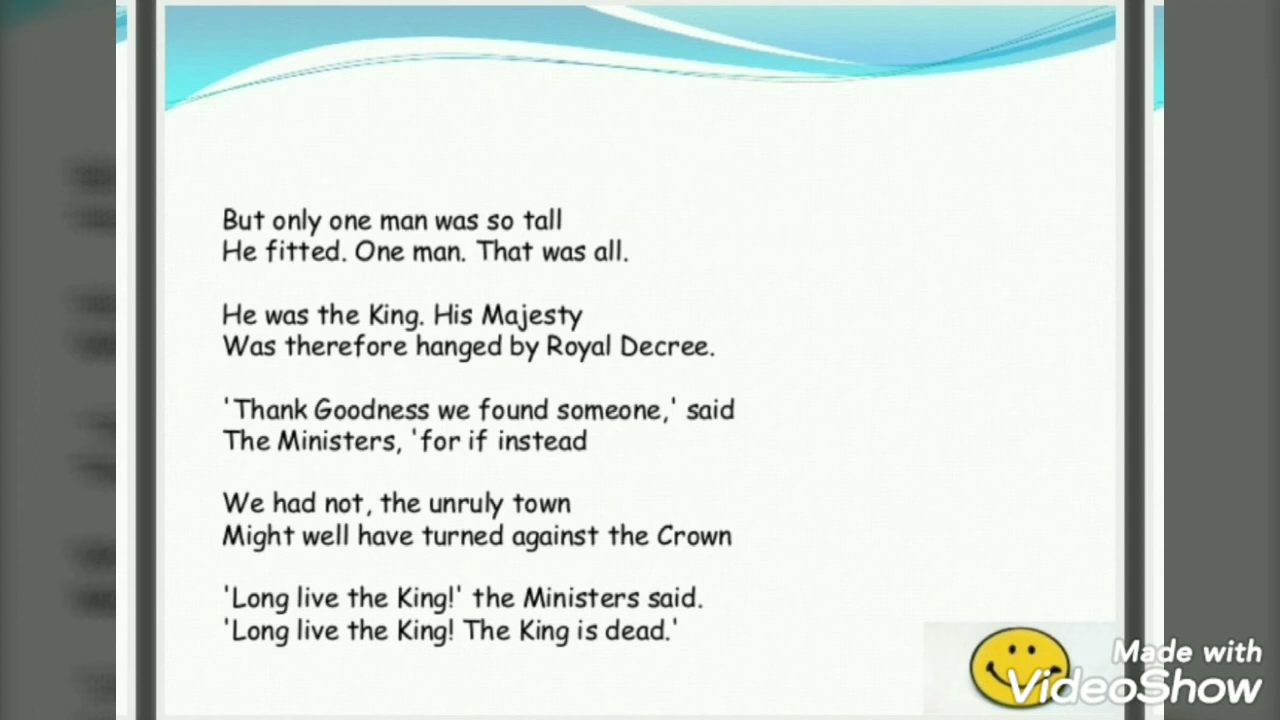 But only one man was so tall
He fitted. One man. That was all.
He was the King. His Majesty
Was therefore hanged by Royal Decree.
'Thank Goodness we found someone,' said
The Ministers, 'for if instead
We had not, the unruly town
Might well have turned against the Crown
'Long live the King!' the Ministers said.
'Long live the King! The King is dead.'
Made with
VideoShow